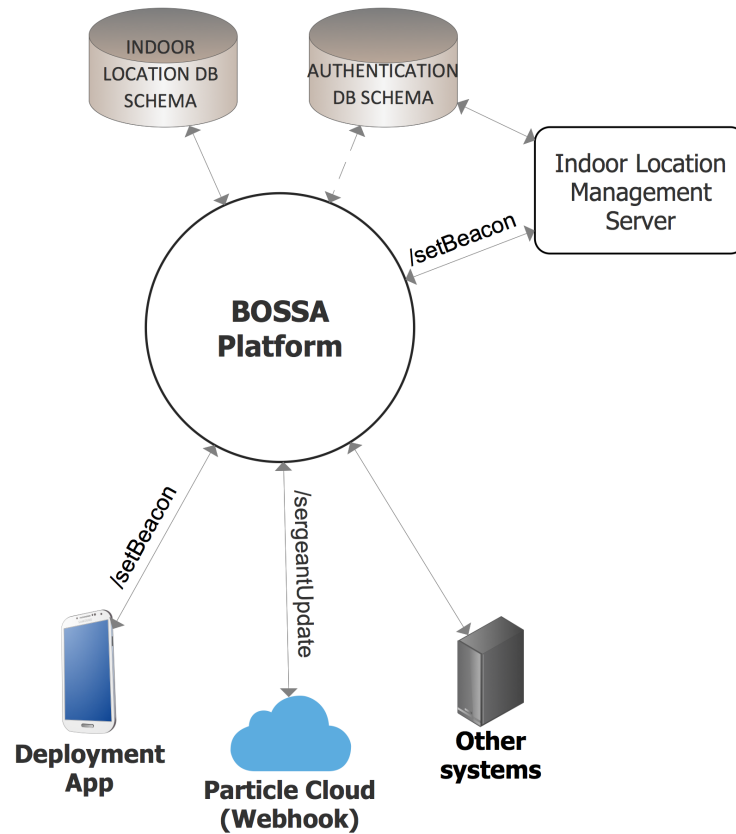 INDOOR
LOCATION DB
SCHEMA
AUTHENTICATION
DB SCHEMA
Indoor Location
Management
Server
/setBeacon
BOSSA
Platform
/setBeacon
/sergeantUpdate
Deployment
App
Particle Cloud
(Webhook)
Other
systems